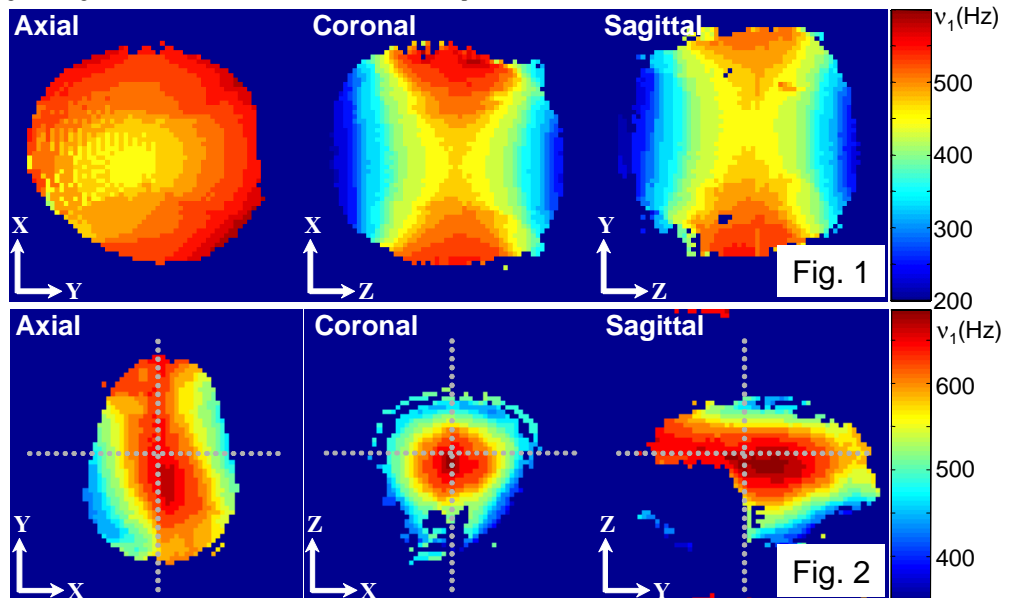 Axial
Coronal
Sagittal
ν₁(Hz)
500
400
300
200
X
Y
X
Z
Y
Z
Fig. 1
Axial
Coronal
Sagittal
ν₁(Hz)
600
500
400
Y
X
Z
X
Z
Y
Fig. 2